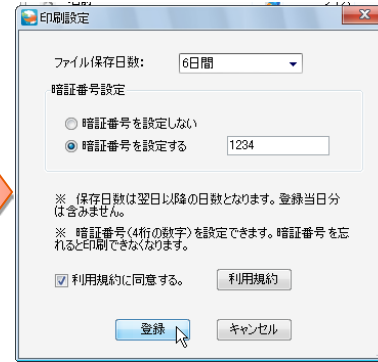 印刷設定
ファイル保存日数:
6日間
暗証番号設定
暗証番号を設定しない
暗証番号を設定する
1234
※ 保存日数は翌日以降の日数となります。登録当日分
は含みません。
※ 暗証番号(4桁の数字)を設定できます。暗証番号を忘
れると印刷できなくなります。
利用規約に同意する。
利用規約
登録
キャンセル